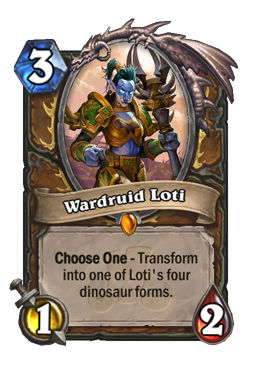 3
Wardruid Loti
Choose One - Transform
into one of Loti's four
dinosaur forms.
1
2